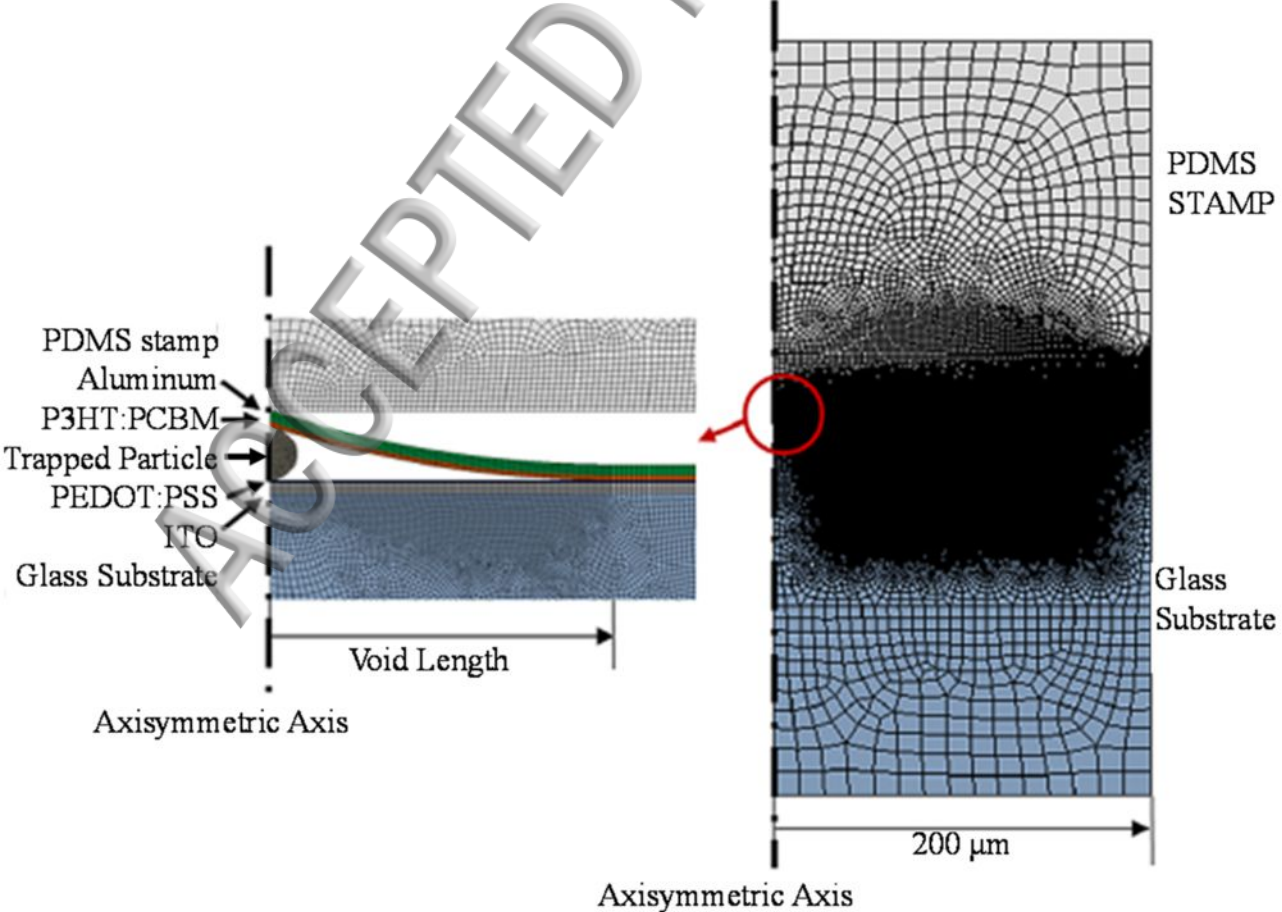 ACCEPTED
PDMS
STAMP
PDMS stamp
Aluminum
P3HT:PCBM
Trapped Particle
PEDOT:PSS
ITO
Glass Substrate
Void Length
Axisymmetric Axis
Glass
Substrate
200 μm
Axisymmetric Axis